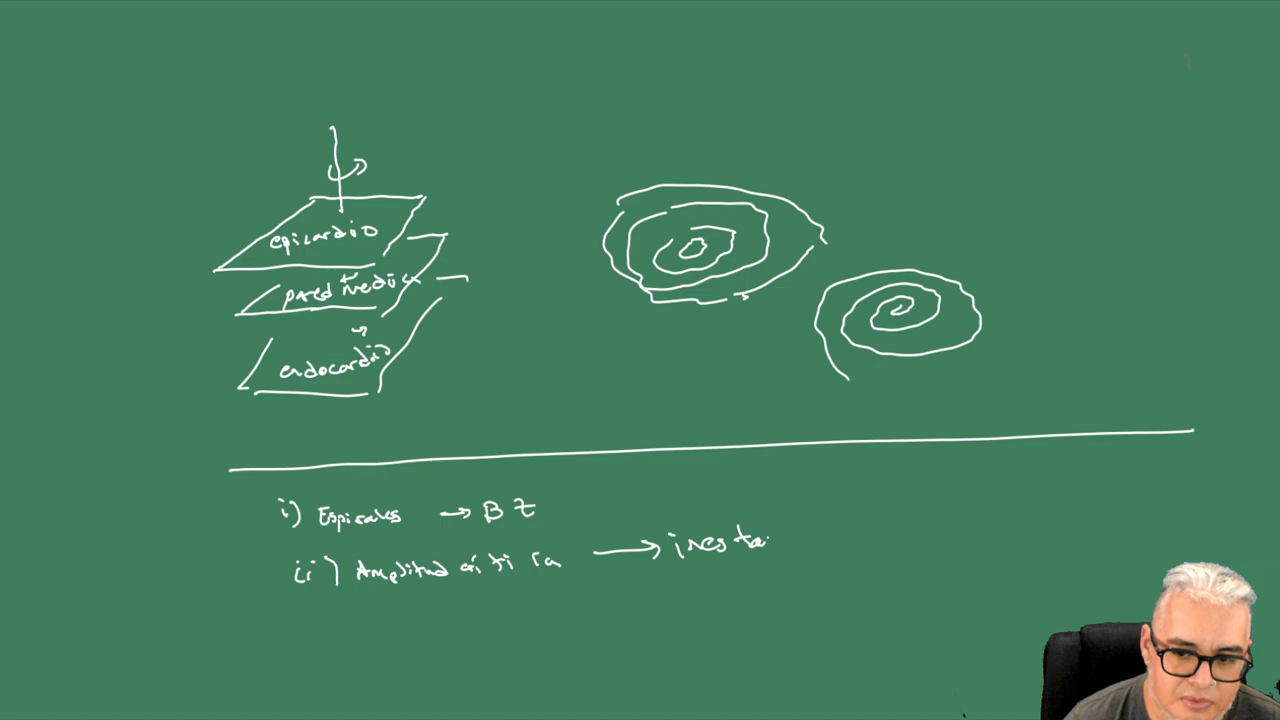 epicardio
pared media
endocardio
i) Espirales → BZ
ii) Amplitud crítica → inesta